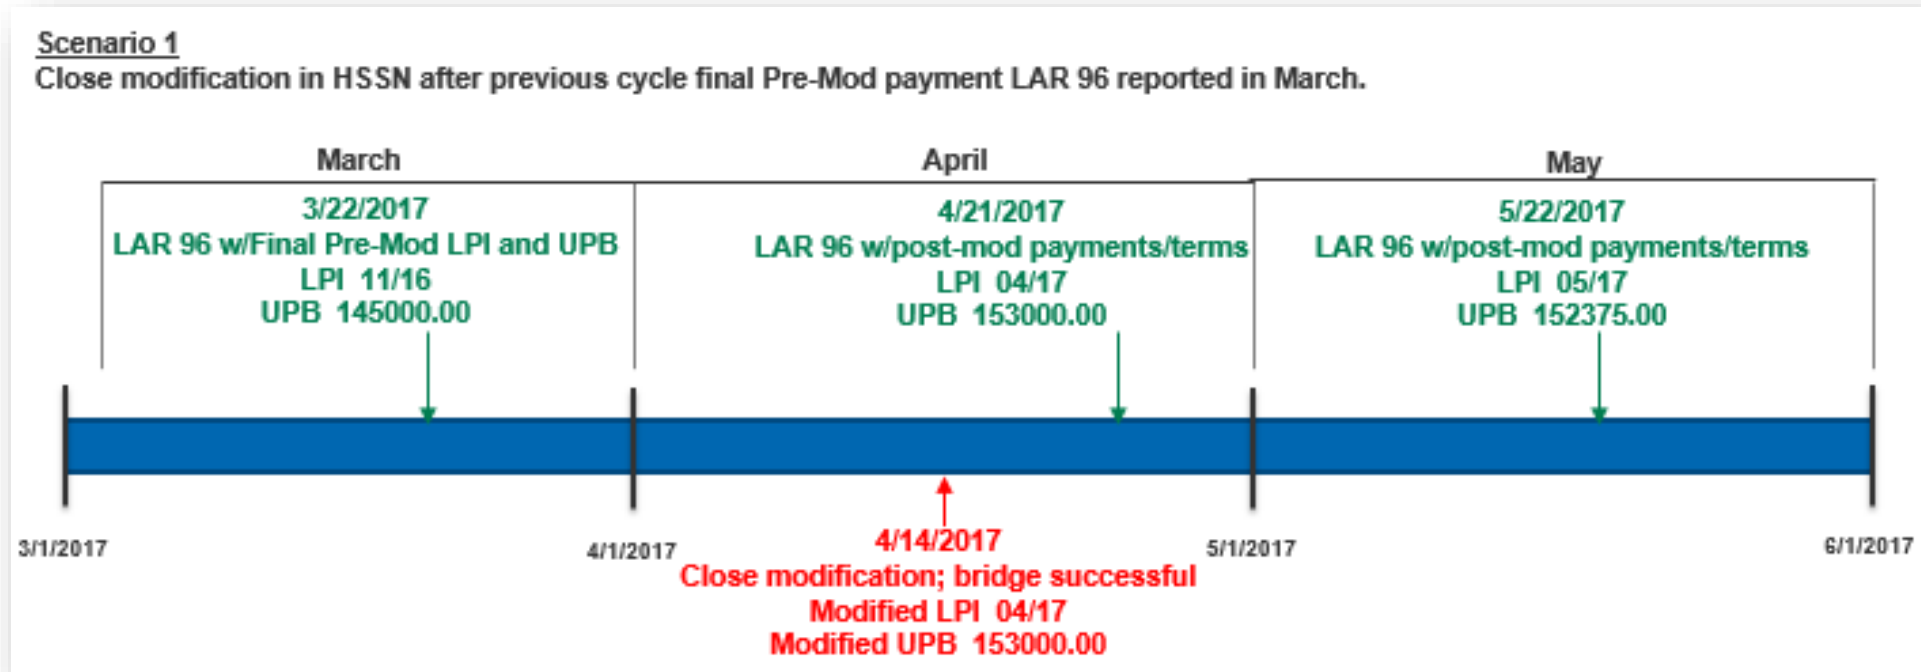 Scenario 1
Close modification in HSSN after previous cycle final Pre-Mod payment LAR 96 reported in March.
March
April
May
3/22/2017
LAR 96 w/Final Pre-Mod LPI and UPB
LPI 11/16
UPB 145000.00
4/21/2017
LAR 96 w/post-mod payments/terms
LPI 04/17
UPB 153000.00
5/22/2017
LAR 96 w/post-mod payments/terms
LPI 05/17
UPB 152375.00
3/1/2017
4/1/2017
5/1/2017
6/1/2017
4/14/2017
Close modification; bridge successful
Modified LPI 04/17
Modified UPB 153000.00